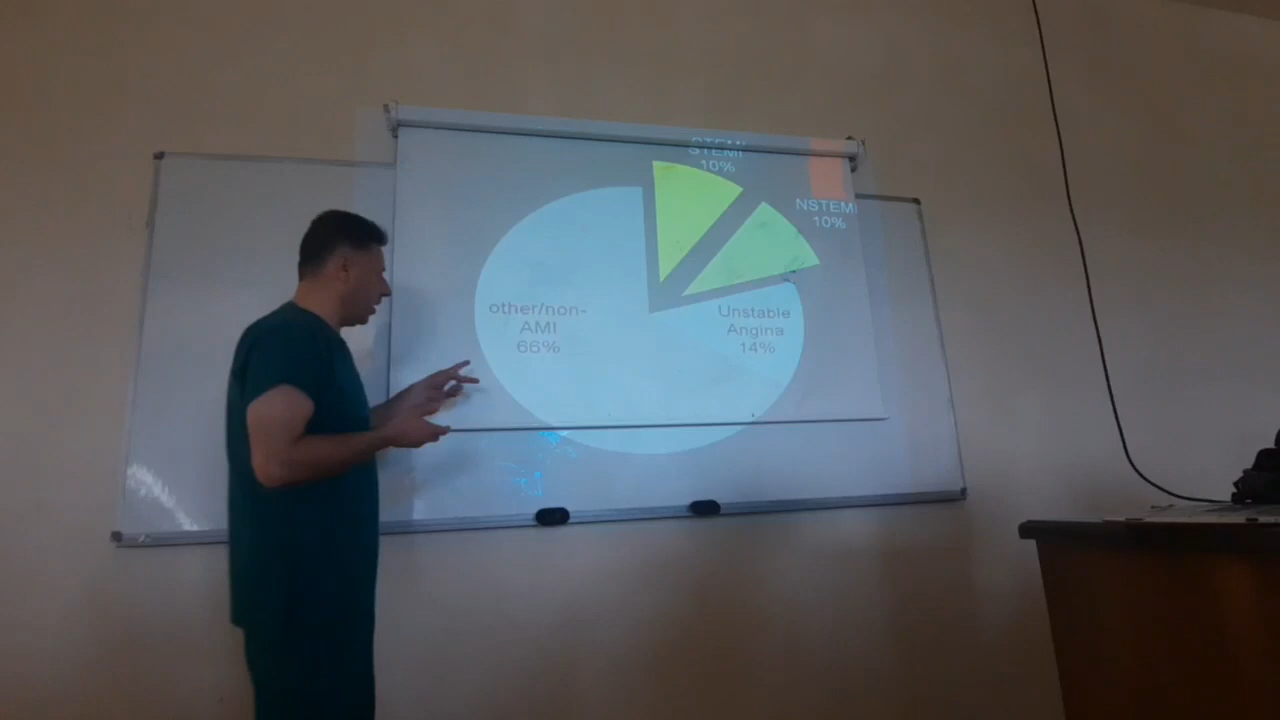 STEMI
10%
NSTEMI
10%
other/non-
AMI
66%
Unstable
Angina
14%